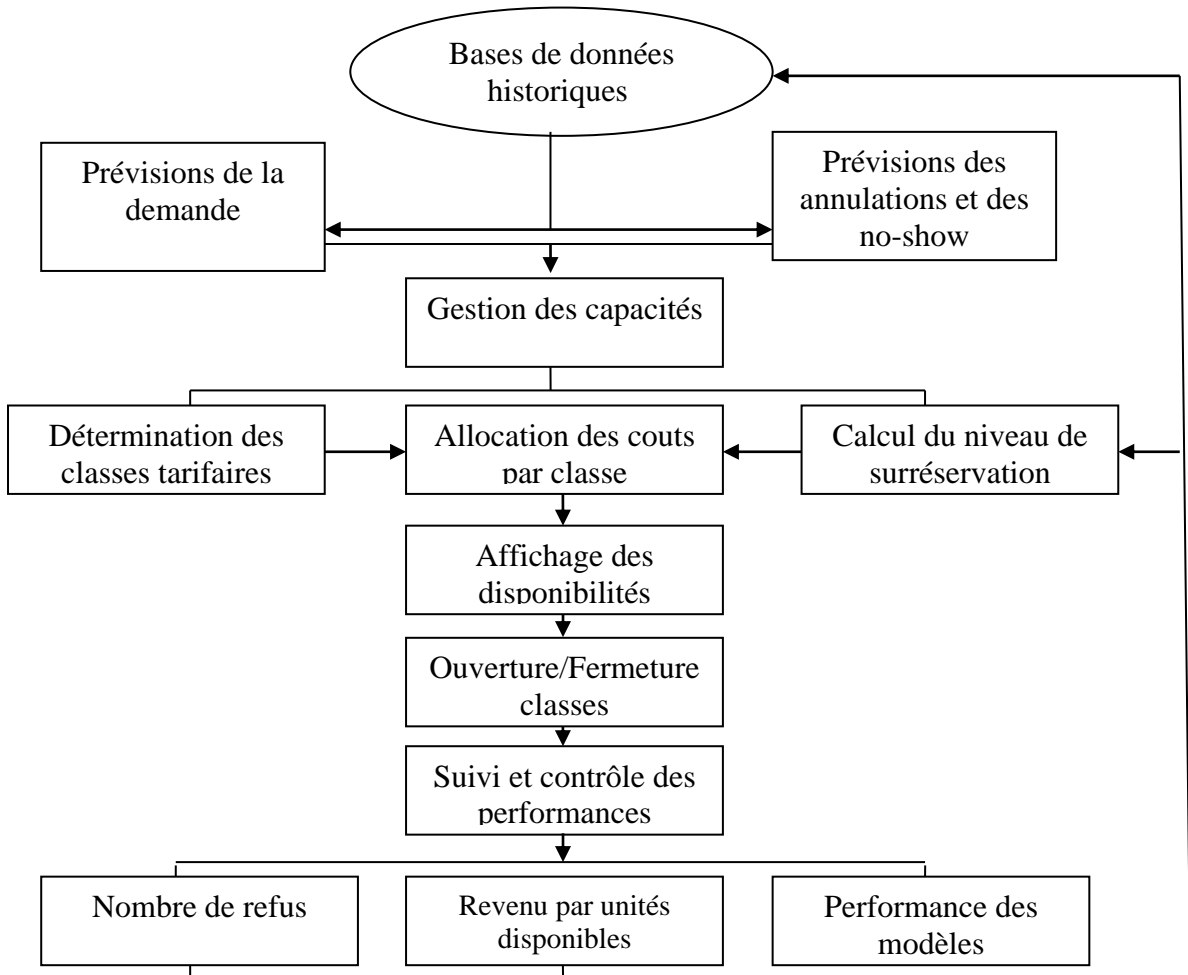 Bases de données
historiques
Prévisions de la
demande
Prévisions des
annulations et des
no-show
Gestion des capacités
Détermination des
classes tarifaires
Allocation des couts
par classe
Calcul du niveau de
surréservation
Affichage des
disponibilités
Ouverture/Fermeture
classes
Suivi et contrôle des
performances
Nombre de refus
Revenu par unités
disponibles
Performance des
modèles